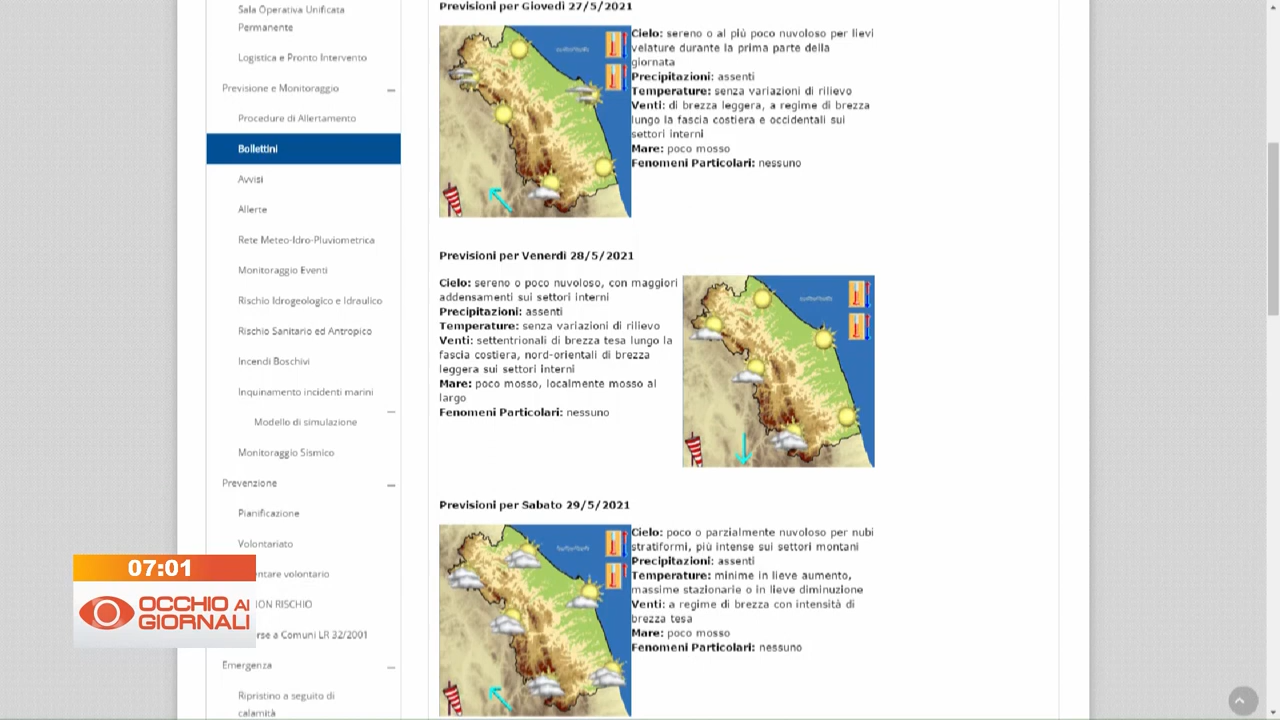 Sala Operativa Unificata
Permanente
Logistica e Pronto Intervento
Previsione e Monitoraggio
Procedure di Allertamento
Bollettini
Avvisi
Allerte
Rete Meteo-Idro-Pluviometrica
Monitoraggio Eventi
Rischio Idrogeologico e Idraulico
Rischio Sanitario ed Antropico
Incendi Boschivi
Inquinamento incidenti marini
Modello di simulazione
Monitoraggio Sismico
Prevenzione
Pianificazione
Volontariato
entare volontario
ION RISCHIO
rse a Comuni LR 32/2001
Emergenza
Ripristino a seguito di
calamità
07:01
OCCHIO AI
GIORNALI
Previsioni per Giovedì 27/5/2021
Cielo: sereno o al più poco nuvoloso per lievi
velature durante la prima parte della
giornata
Precipitazioni: assenti
Temperature: senza variazioni di rilievo
Venti: di brezza leggera, a regime di brezza
lungo la fascia costiera e occidentali sui
settori interni
Mare: poco mosso
Fenomeni Particolari: nessuno
Previsioni per Venerdì 28/5/2021
Cielo: sereno o poco nuvoloso, con maggiori
addensamenti sui settori interni
Precipitazioni: assenti
Temperature: senza variazioni di rilievo
Venti: settentrionali di brezza tesa lungo la
fascia costiera, nord-orientali di brezza
leggera sui settori interni
Mare: poco mosso, localmente mosso al
largo
Fenomeni Particolari: nessuno
Previsioni per Sabato 29/5/2021
Cielo: poco o parzialmente nuvoloso per nubi
stratiformi, più intense sui settori montani
Precipitazioni: assenti
Temperature: minime in lieve aumento,
massime stazionarie o in lieve diminuzione
Venti: a regime di brezza con intensità di
brezza tesa
Mare: poco mosso
Fenomeni Particolari: nessuno